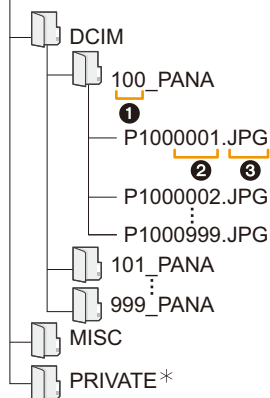 DCIM
100_PANA
❶
P1000001.JPG
❷ ❸
P1000002.JPG
P1000999.JPG
101_PANA
999_PANA
MISC
PRIVATE＊